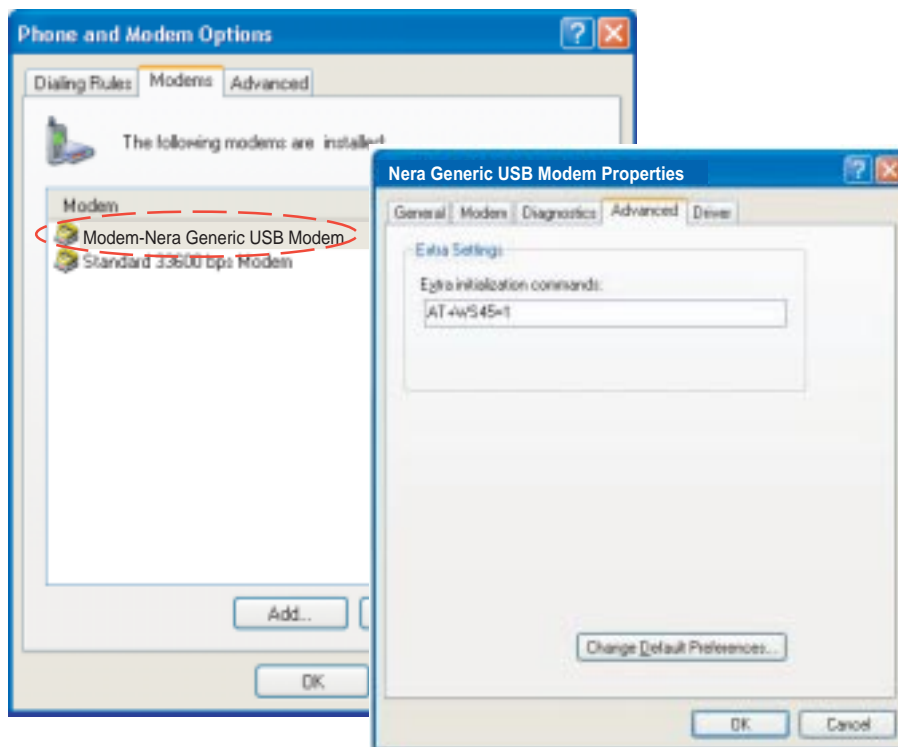 Phone and Modem Options
Dialing Rules Modems Advanced
The following modems are installed:
Modem
Modem-Nera Generic USB Modem
Standard 33600 bps Modem
Add...
OK
Nera Generic USB Modem Properties
General Modem Diagnostics Advanced Driver
Extra Settings
Extra initialization commands:
AT+WS45=1
Change Default Preferences...
OK Cancel